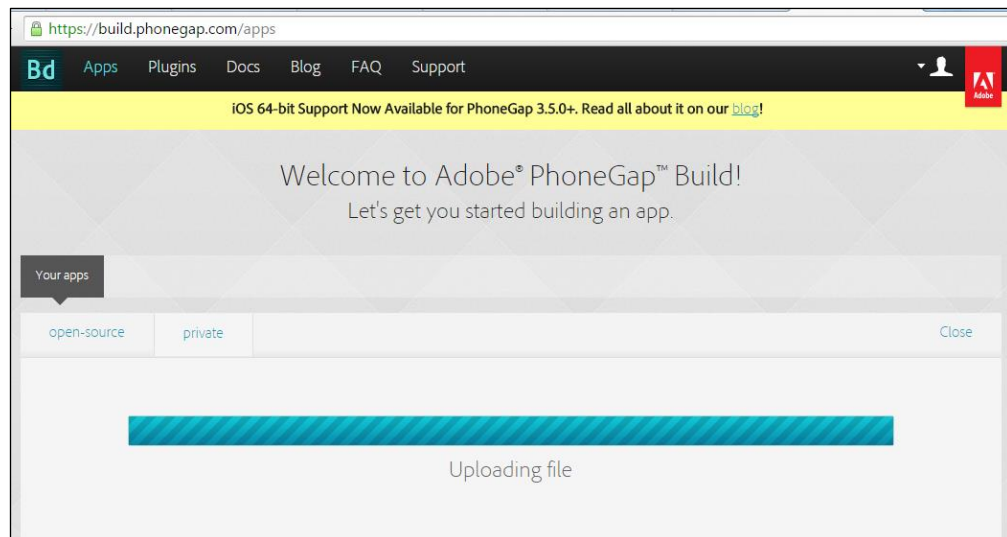 https://build.phonegap.com/apps
Bd Apps Plugins Docs Blog FAQ Support
Adobe
iOS 64-bit Support Now Available for PhoneGap 3.5.0+. Read all about it on our blog!
Welcome to Adobe® PhoneGap™ Build!
Let's get you started building an app.
Your apps
open-source private Close
Uploading file